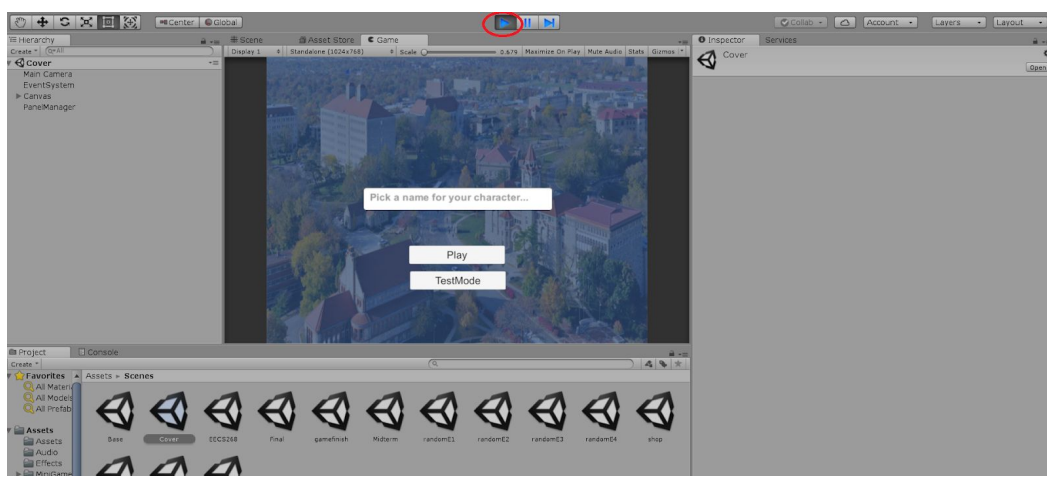 Center Global Collab Account Layers Layout
Hierarchy Scene Asset Store Game Inspector Services
Create All Display 1 Standalone (1024x768) Scale 0.679 Maximize On Play Mute Audio Stats Gizmos Cover
Cover Open
Main Camera
EventSystem
Canvas
PanelManager
Pick a name for your character...
Play
TestMode
Project Console
Create
Favorites Assets Scenes
All Materi
All Models
All Prefab
Assets Base Cover EECS268 Final gamefinish Midterm randomE1 randomE2 randomE3 randomE4 shop
Assets
Audio
Effects
MiniGame